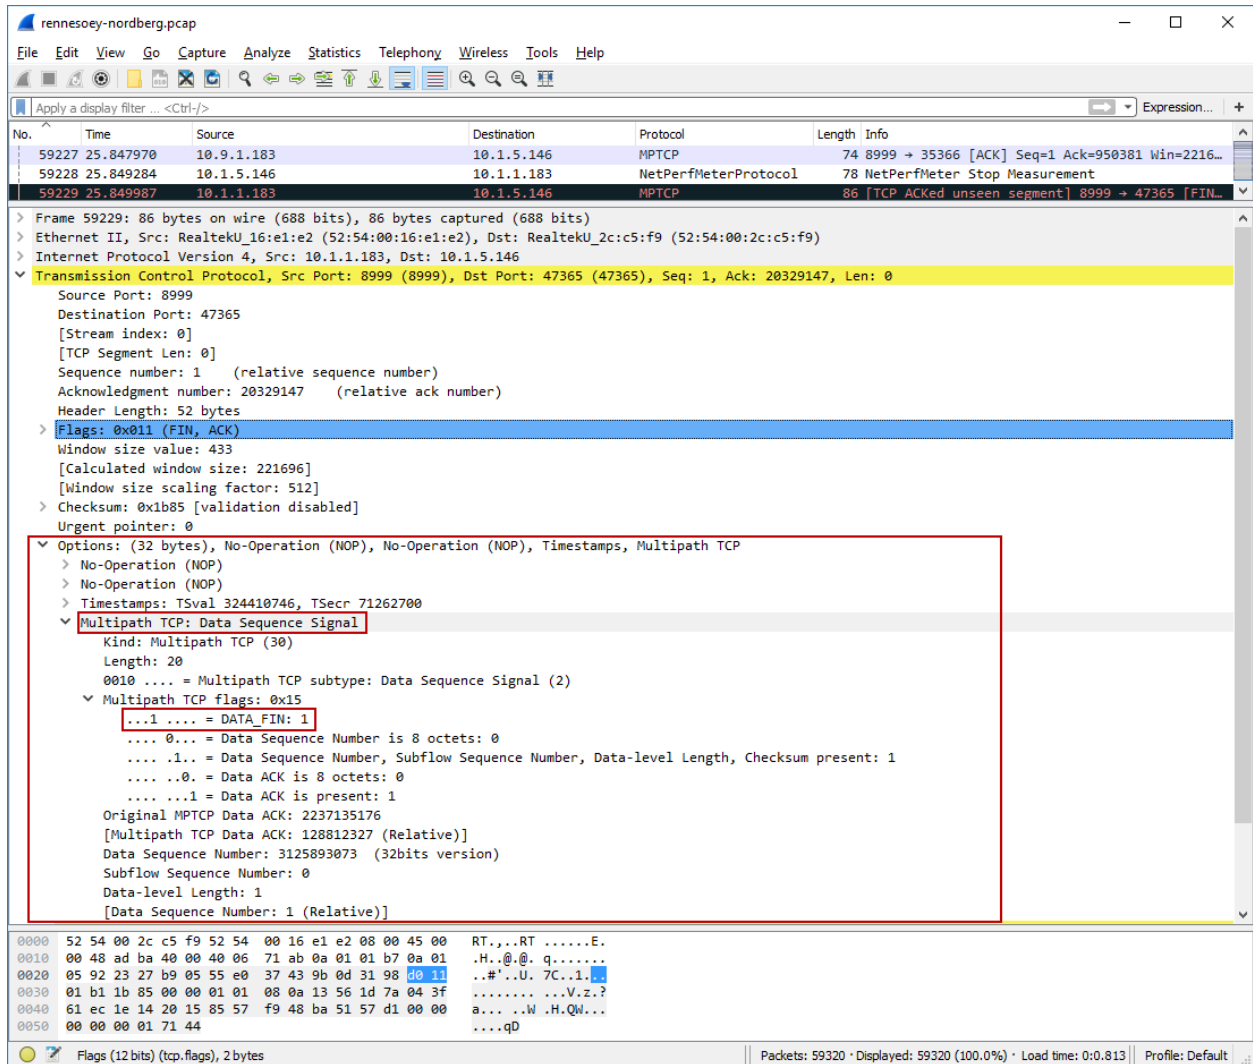 rennesoey-nordberg.pcap
File Edit View Go Capture Analyze Statistics Telephony Wireless Tools Help
Apply a display filter ... <Ctrl-/> Expression... +
No. Time Source Destination Protocol Length Info
59227 25.847970 10.9.1.183 10.1.5.146 MPTCP 74 8999 → 35366 [ACK] Seq=1 Ack=950381 Win=2216…
59228 25.849284 10.1.5.146 10.1.1.183 NetPerfMeterProtocol 78 NetPerfMeter Stop Measurement
59229 25.849987 10.1.1.183 10.1.5.146 MPTCP 86 [TCP ACKed unseen segment] 8999 → 47365 [FIN…
Frame 59229: 86 bytes on wire (688 bits), 86 bytes captured (688 bits)
Ethernet II, Src: RealtekU_16:e1:e2 (52:54:00:16:e1:e2), Dst: RealtekU_2c:c5:f9 (52:54:00:2c:c5:f9)
Internet Protocol Version 4, Src: 10.1.1.183, Dst: 10.1.5.146
Transmission Control Protocol, Src Port: 8999 (8999), Dst Port: 47365 (47365), Seq: 1, Ack: 20329147, Len: 0
Source Port: 8999
Destination Port: 47365
[Stream index: 0]
[TCP Segment Len: 0]
Sequence number: 1 (relative sequence number)
Acknowledgment number: 20329147 (relative ack number)
Header Length: 52 bytes
Flags: 0x011 (FIN, ACK)
Window size value: 433
[Calculated window size: 221696]
[Window size scaling factor: 512]
Checksum: 0x1b85 [validation disabled]
Urgent pointer: 0
Options: (32 bytes), No-Operation (NOP), No-Operation (NOP), Timestamps, Multipath TCP
No-Operation (NOP)
No-Operation (NOP)
Timestamps: TSval 324410746, TSecr 71262700
Multipath TCP: Data Sequence Signal
Kind: Multipath TCP (30)
Length: 20
0010 .... = Multipath TCP subtype: Data Sequence Signal (2)
Multipath TCP flags: 0x15
...1 .... = DATA_FIN: 1
.... 0... = Data Sequence Number is 8 octets: 0
.... .1.. = Data Sequence Number, Subflow Sequence Number, Data-level Length, Checksum present: 1
.... ..0. = Data ACK is 8 octets: 0
.... ...1 = Data ACK is present: 1
Original MPTCP Data ACK: 2237135176
[Multipath TCP Data ACK: 128812327 (Relative)]
Data Sequence Number: 3125893073 (32bits version)
Subflow Sequence Number: 0
Data-level Length: 1
[Data Sequence Number: 1 (Relative)]
0000 52 54 00 2c c5 f9 52 54 00 16 e1 e2 08 00 45 00 RT.,..RT ......E.
0010 00 48 ad ba 40 00 40 06 71 ab 0a 01 01 b7 0a 01 .H..@.@. q.......
0020 05 92 23 27 b9 05 55 e0 37 43 9b 0d 31 98 d0 11 ..#'..U. 7C..1...
0030 01 b1 1b 85 00 00 01 01 08 0a 13 56 1d 7a 04 3f ........ ...V.z.?
0040 61 ec 1e 14 20 15 85 57 f9 48 ba 51 57 d1 00 00 a... ..W .H.QW...
0050 00 00 00 01 71 44 ....qD
Flags (12 bits) (tcp.flags), 2 bytes Packets: 59320 · Displayed: 59320 (100.0%) · Load time: 0:0.813 Profile: Default